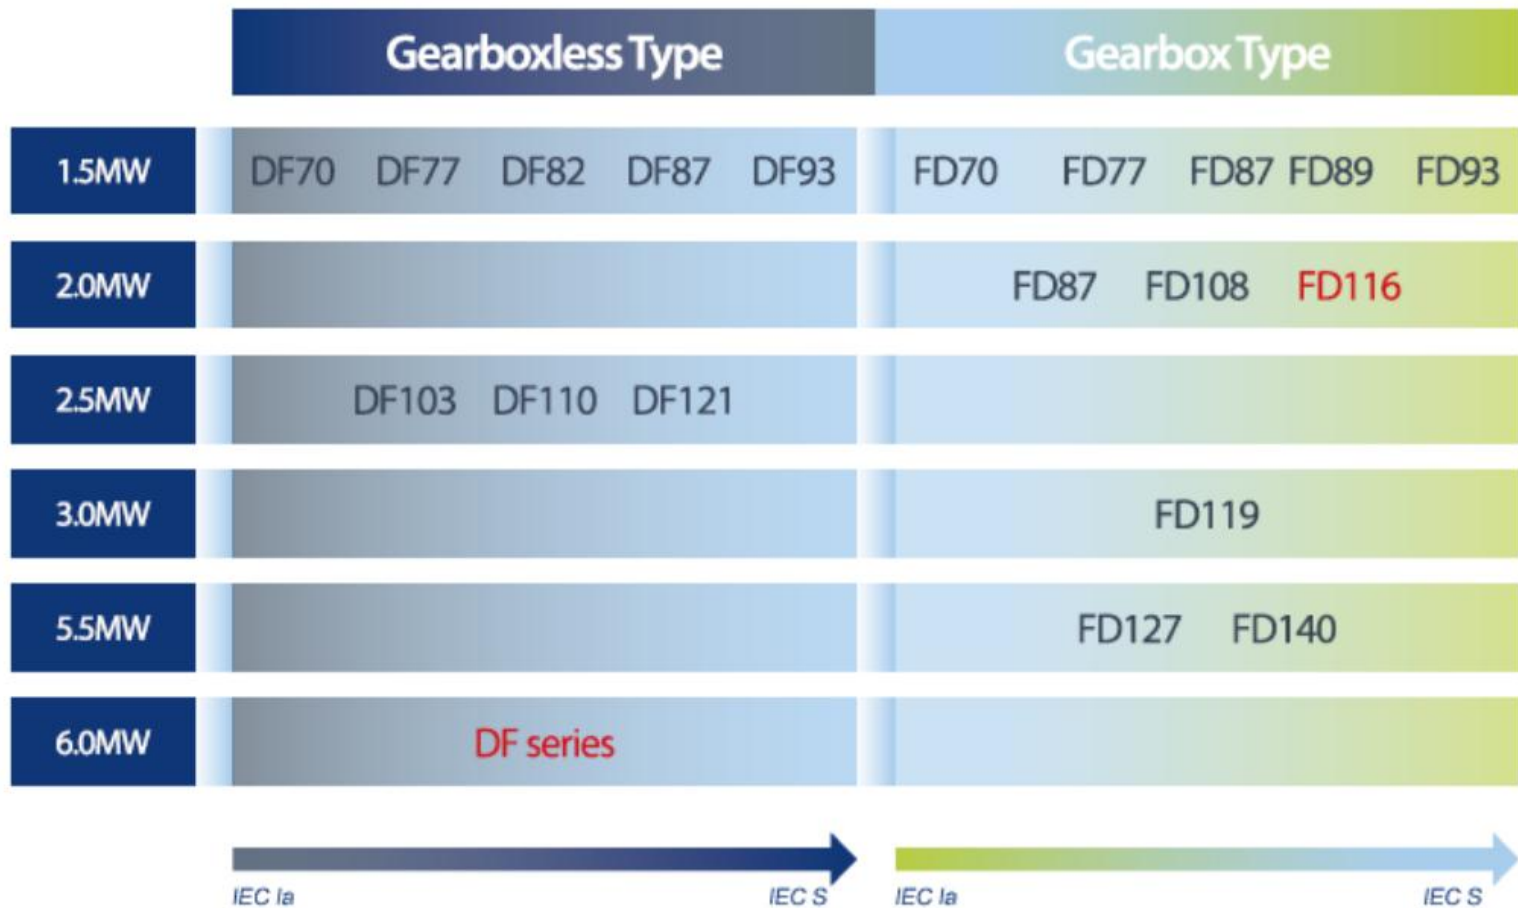 Gearboxless Type Gearbox Type
1.5MW DF70 DF77 DF82 DF87 DF93 FD70 FD77 FD87 FD89 FD93
2.0MW FD87 FD108 FD116
2.5MW DF103 DF110 DF121
3.0MW FD119
5.5MW FD127 FD140
6.0MW DF series
IEC Ia IEC S IEC Ia IEC S